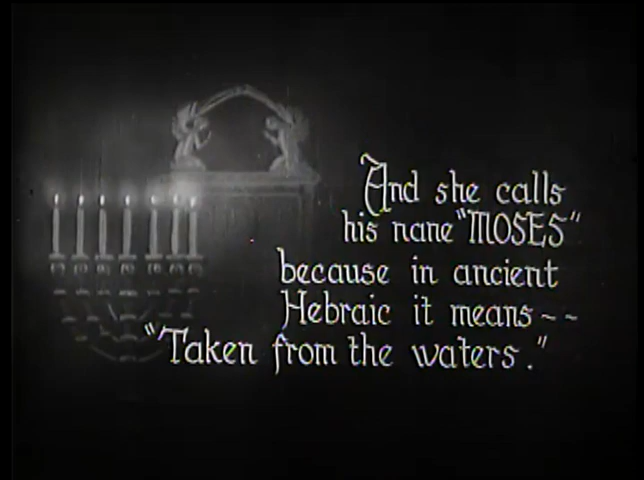 And she calls
his nane "MOSES"
because in ancient
Hebraic it means~~
"Taken from the waters."